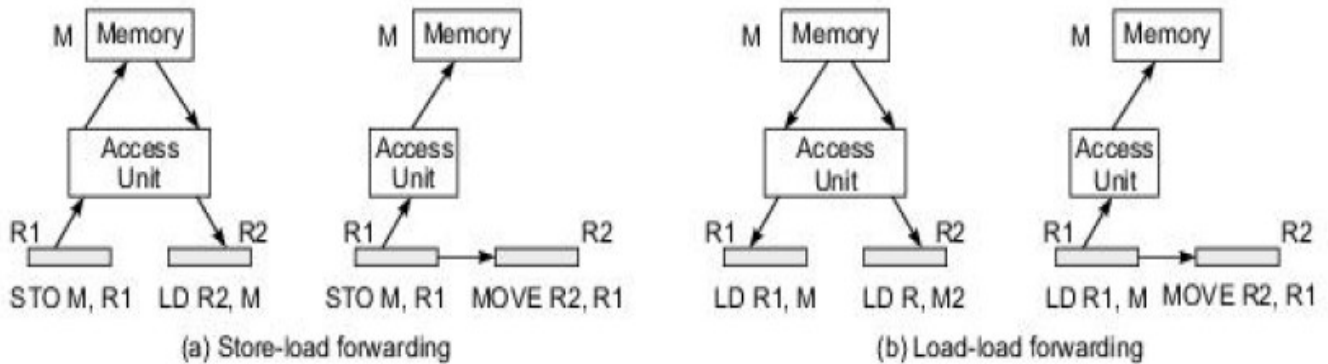 M Memory M Memory M Memory M Memory
Access Unit Access Unit Access Unit Access Unit
R1 R2 R1 R2 R1 R2 R1 R2
STO M, R1 LD R2, M STO M, R1 MOVE R2, R1 LD R1, M LD R, M2 LD R1, M MOVE R2, R1
(a) Store-load forwarding (b) Load-load forwarding